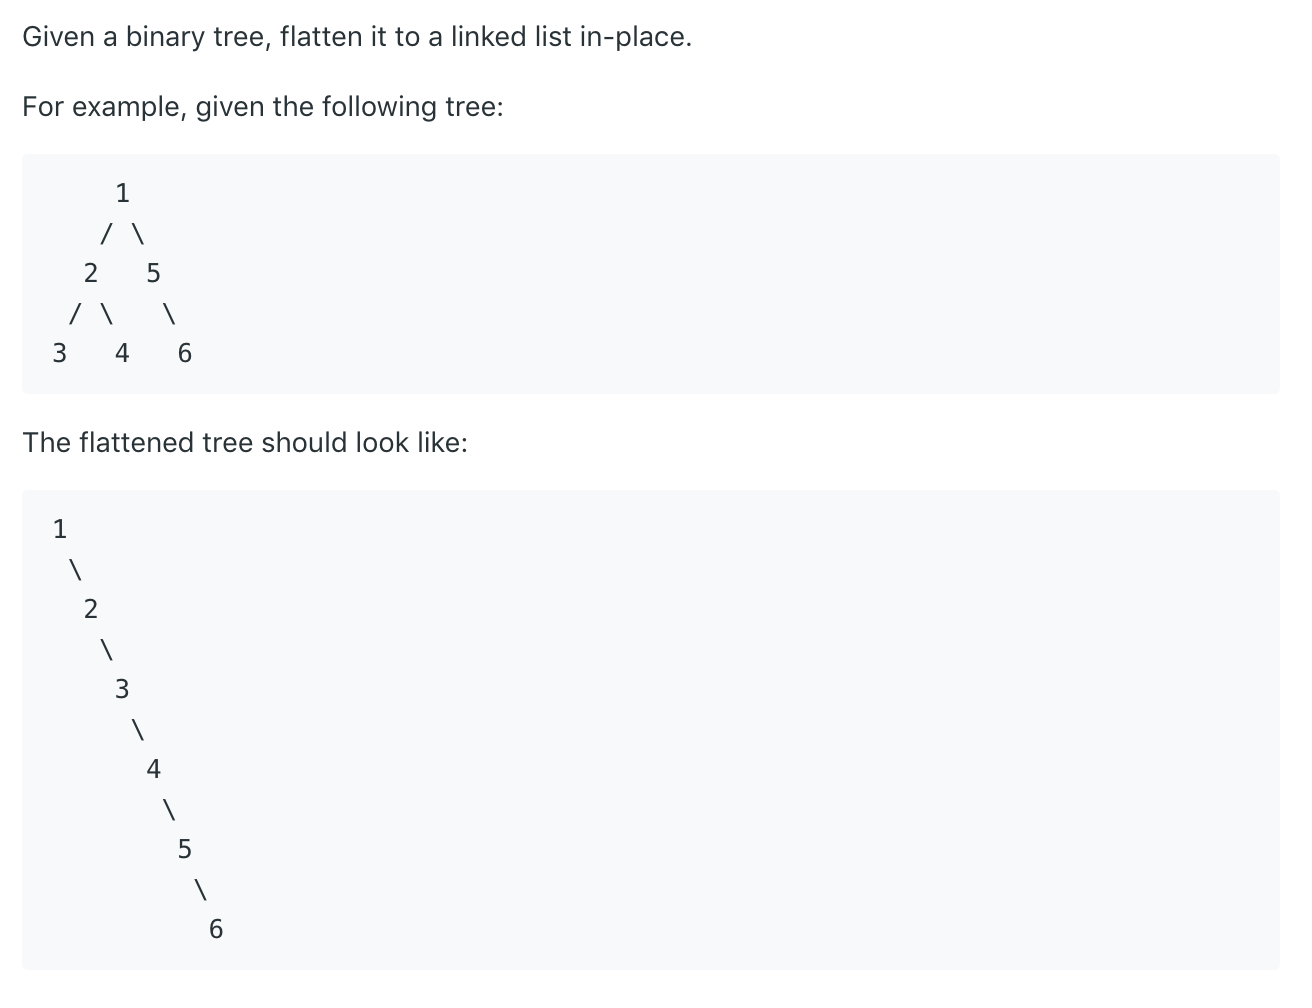 Given a binary tree, flatten it to a linked list in-place.
For example, given the following tree:
    1
   / \
  2   5
 / \   \
3   4   6
The flattened tree should look like:
1
 \
  2
   \
    3
     \
      4
       \
        5
         \
          6